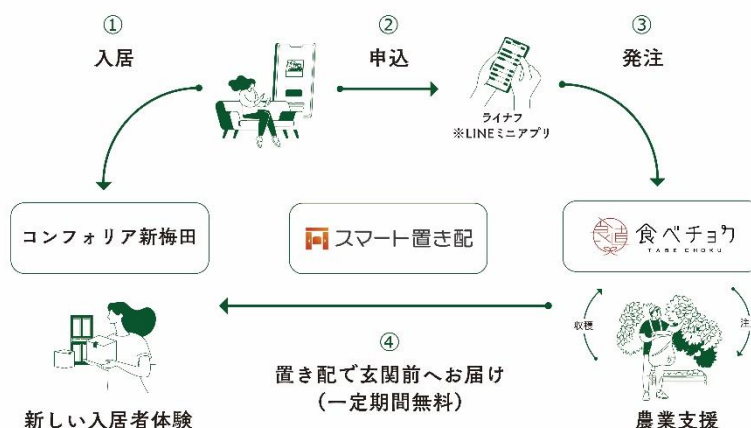 ①
入居
②
申込
③
発注
ライナフ
※LINEミニアプリ
コンフォリア新梅田
スマート置き配
食べチョク
TABE CHOKU
収穫
注
④
置き配で玄関前へお届け
(一定期間無料)
新しい入居者体験
農業支援